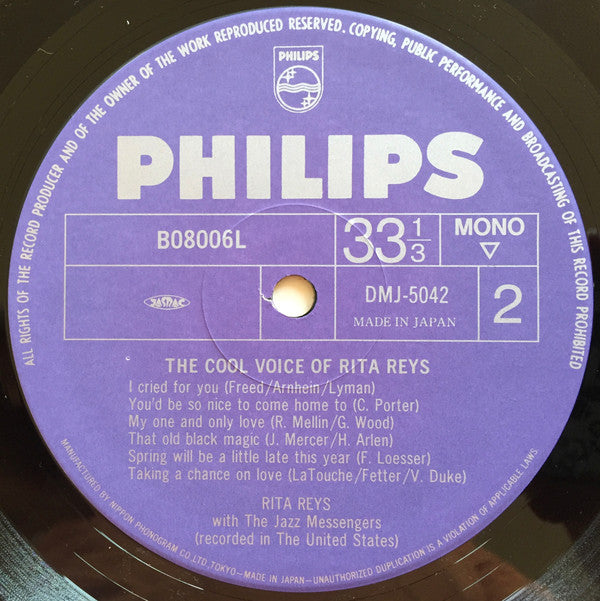 ALL RIGHTS OF THE RECORD PRODUCER AND OF THE OWNER OF THE WORK REPRODUCED RESERVED. COPYING, PUBLIC PERFORMANCE AND BROADCASTING OF THIS RECORD PROHIBITED
PHILIPS
PHILIPS
B08006L
33 1/3
MONO
JASRAC
DMJ-5042
MADE IN JAPAN
2
THE COOL VOICE OF RITA REYS
I cried for you (Freed/Arnhein/Lyman)
You'd be so nice to come home to (C. Porter)
My one and only love (R. Mellin/G. Wood)
That old black magic (J. Mercer/H. Arlen)
Spring will be a little late this year (F. Loesser)
Taking a chance on love (LaTouche/Fetter/V. Duke)
RITA REYS
with The Jazz Messengers
(recorded in The United States)
MANUFACTURED BY NIPPON PHONOGRAM CO., LTD., TOKYO–MADE IN JAPAN–UNAUTHORIZED DUPLICATION IS A VIOLATION OF APPLICABLE LAWS